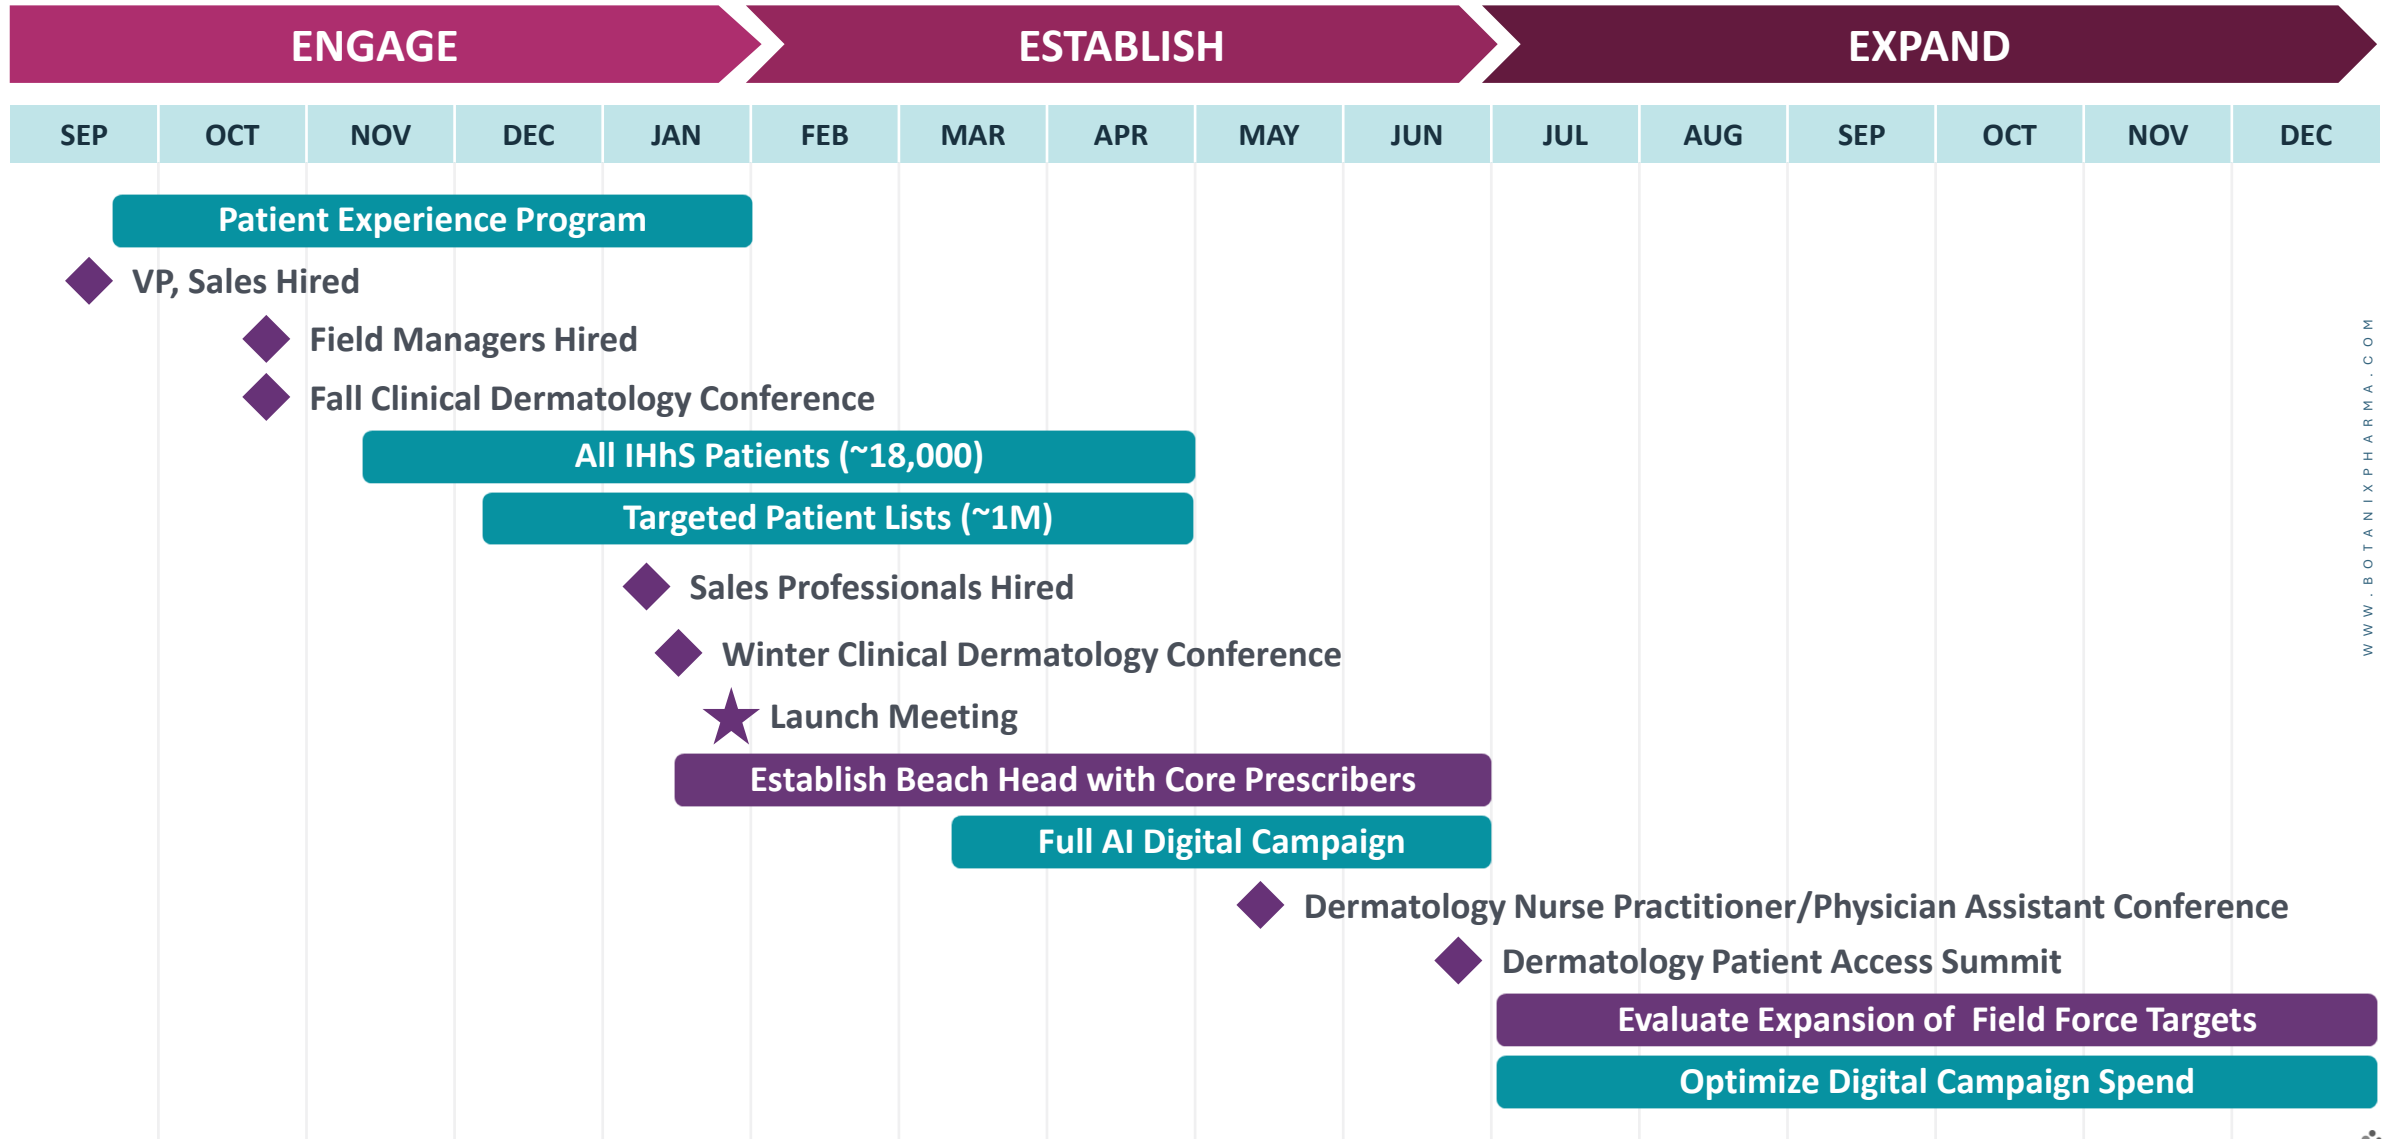 ENGAGE ESTABLISH EXPAND
SEP OCT NOV DEC JAN FEB MAR APR MAY JUN JUL AUG SEP OCT NOV DEC
Patient Experience Program
VP, Sales Hired
Field Managers Hired
Fall Clinical Dermatology Conference
All IHhS Patients (~18,000)
Targeted Patient Lists (~1M)
Sales Professionals Hired
Winter Clinical Dermatology Conference
Launch Meeting
Establish Beach Head with Core Prescribers
Full AI Digital Campaign
Dermatology Nurse Practitioner/Physician Assistant Conference
Dermatology Patient Access Summit
Evaluate Expansion of  Field Force Targets
Optimize Digital Campaign Spend
WWW.BOTANIXPHARMA.COM